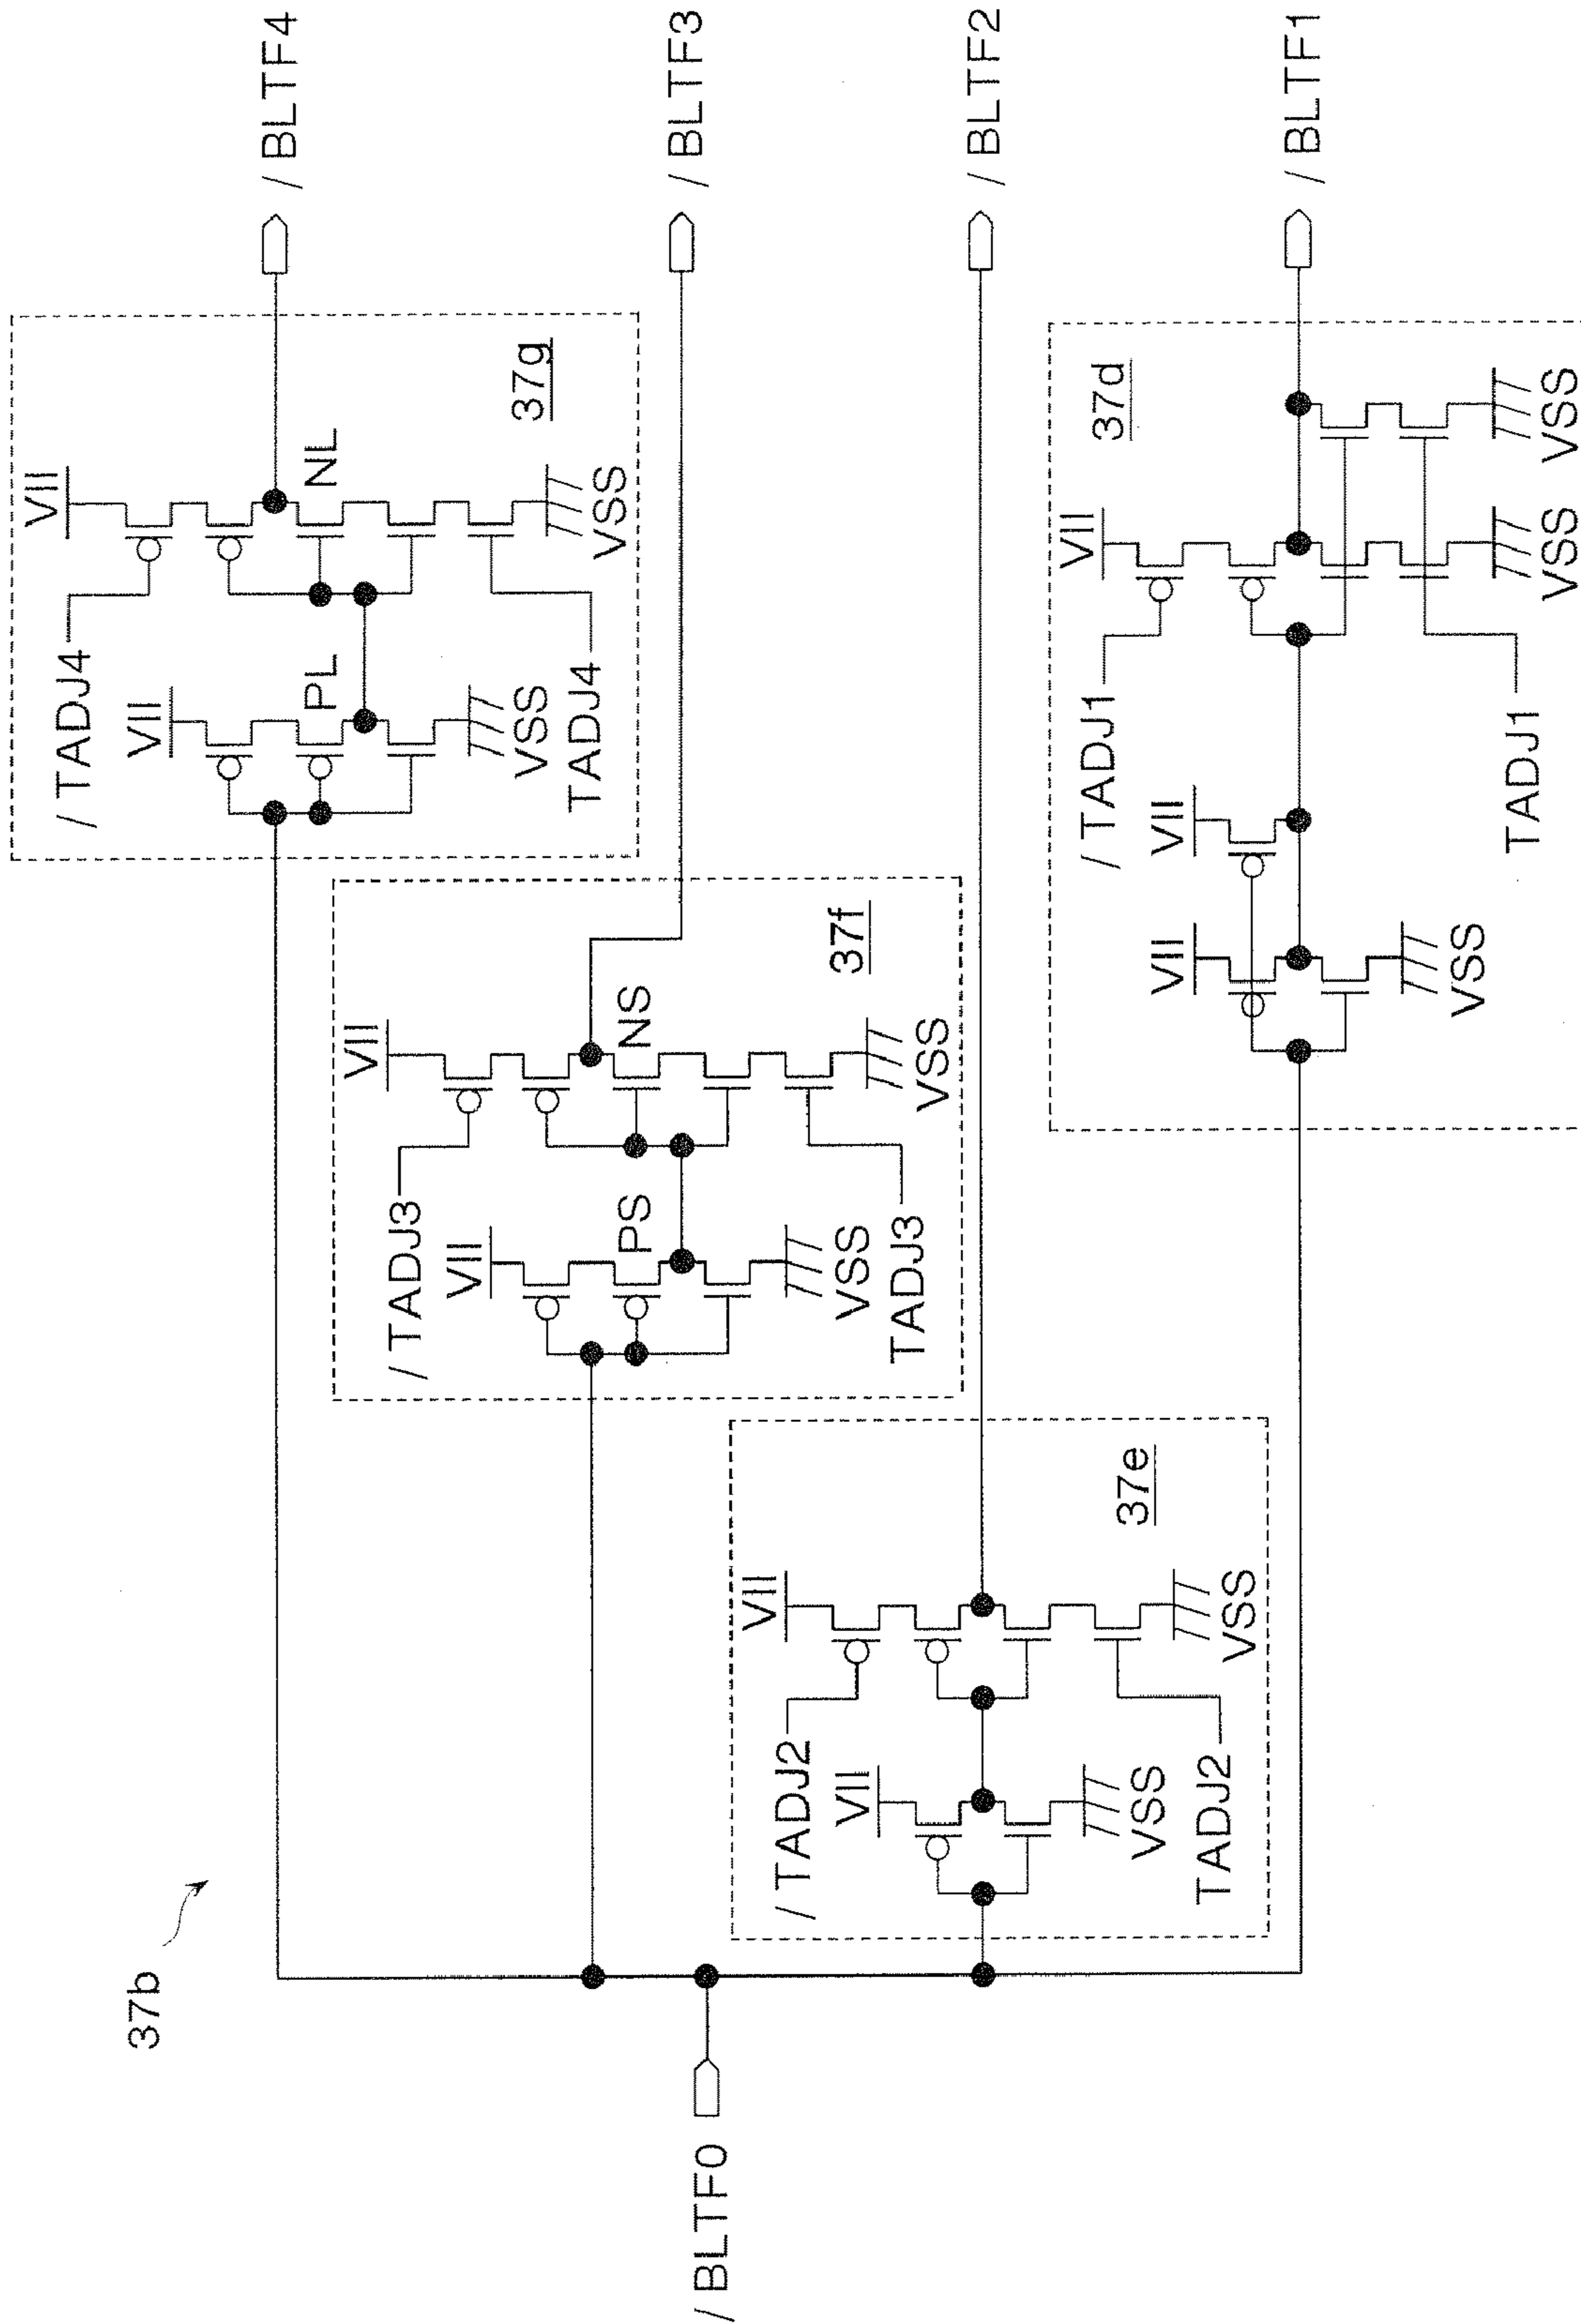 37b
/ BLTF0
/ TADJ4
VII
VII
PL
NL
VSS
VSS
TADJ4
37g
/ BLTF4
/ TADJ3
VII
VII
PS
NS
VSS
VSS
TADJ3
37f
/ BLTF3
/ TADJ2
VII
VII
VSS
VSS
TADJ2
37e
/ BLTF2
VII
VII
/ TADJ1
VII
VSS
TADJ1
VSS
VSS
37d
/ BLTF1